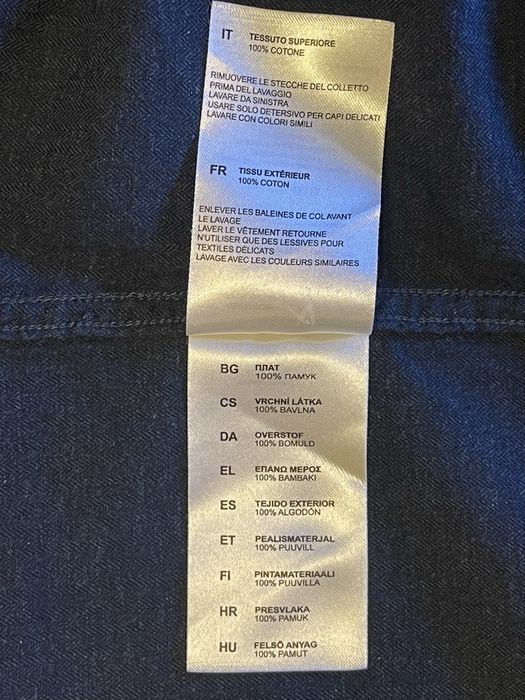 IT TESSUTO SUPERIORE
100% COTONE
RIMUOVERE LE STECCHE DEL COLLETTO
PRIMA DEL LAVAGGIO
LAVARE DA SINISTRA
USARE SOLO DETERSIVO PER CAPI DELICATI
LAVARE CON COLORI SIMILI
FR TISSU EXTÉRIEUR
100% COTON
ENLEVER LES BALEINES DE COL AVANT
LE LAVAGE
LAVER LE VÊTEMENT RETOURNE
N'UTILISER QUE DES LESSIVES POUR
TEXTILES DÉLICATS
LAVAGE AVEC LES COULEURS SIMILAIRES
BG ПЛАТ
100% ПАМУК
CS VRCHNÍ LÁTKA
100% BAVLNA
DA OVERSTOF
100% BOMULD
EL ΕΠΑΝΩ ΜΕΡΟΣ
100% ΒΑΜΒΑΚΙ
ES TEJIDO EXTERIOR
100% ALGODÓN
ET PEALISMATERJAL
100% PUUVILL
FI PINTAMATERIAALI
100% PUUVILLA
HR PRESVLAKA
100% PAMUK
HU FELSŐ ANYAG
100% PAMUT